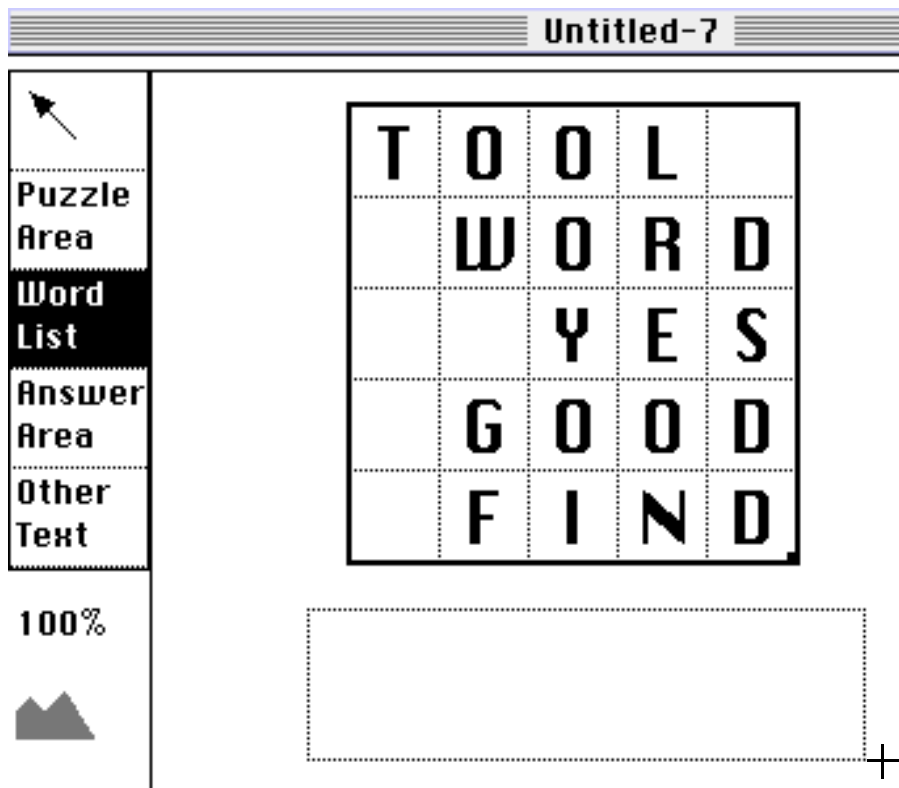 Untitled-7
Puzzle
Area
Word
List
Answer
Area
Other
Text
100%
T O O L
W O R D
Y E S
G O O D
F I N D